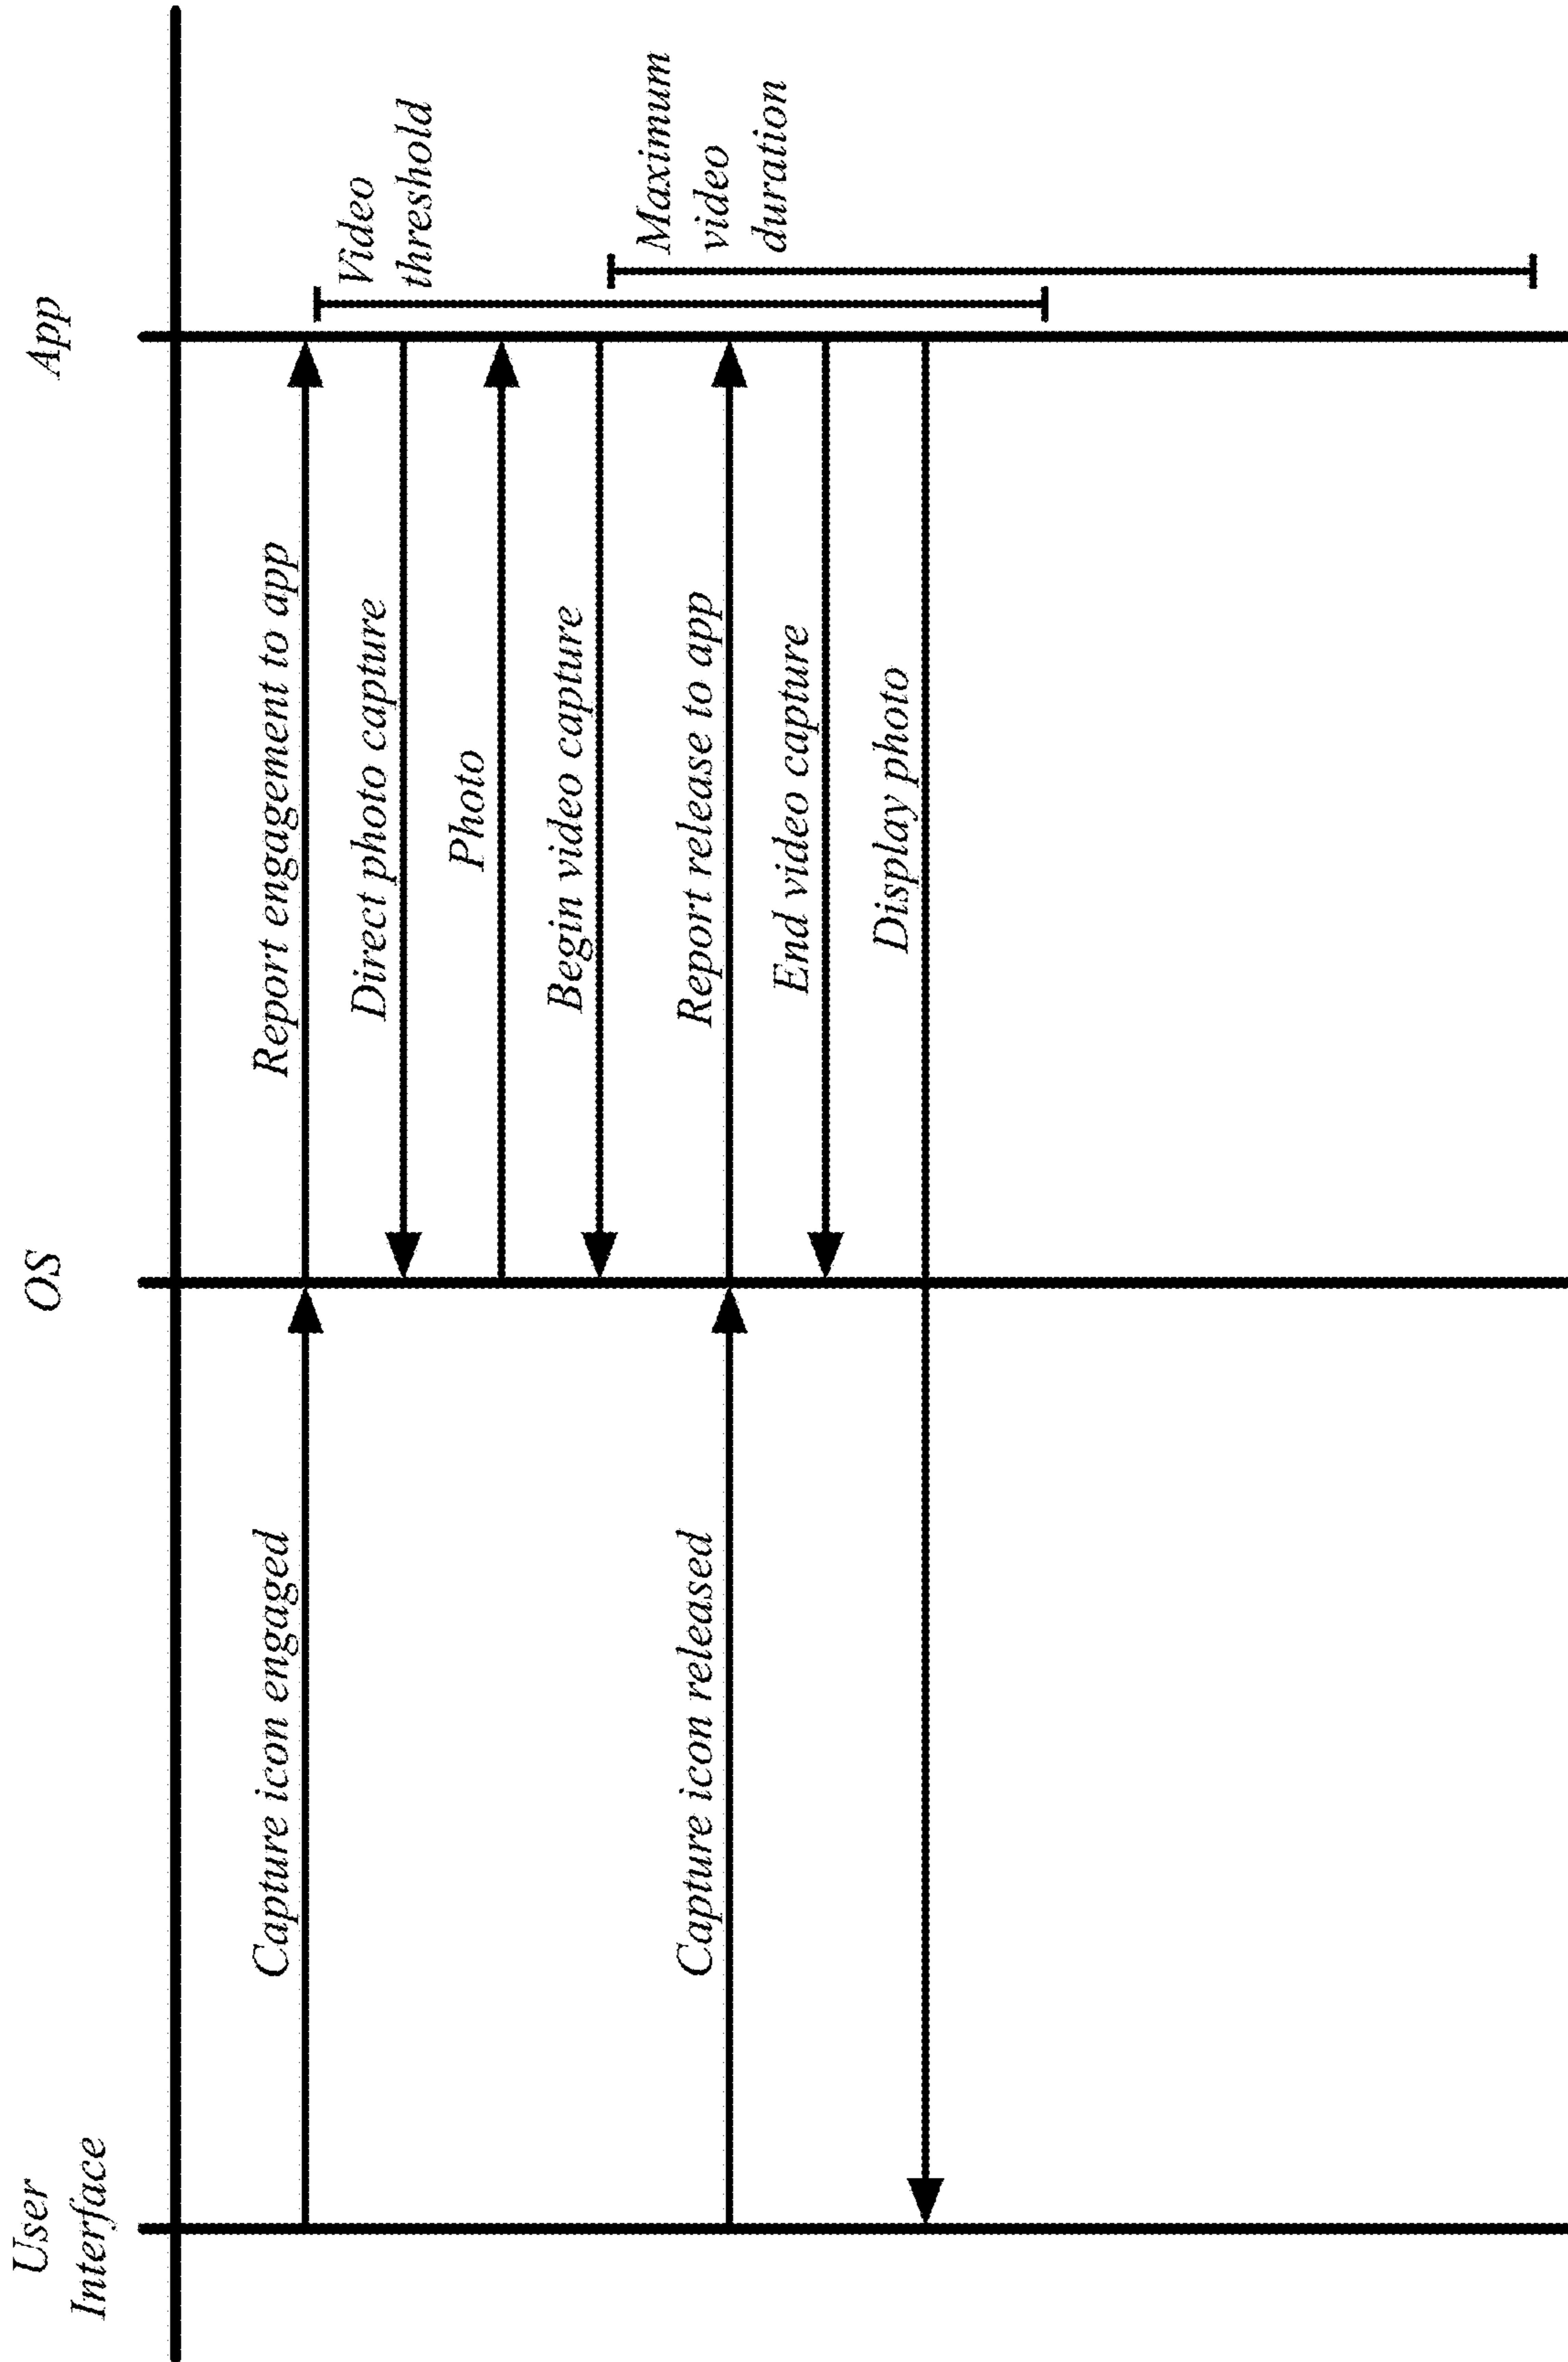 User
Interface
OS
App
Capture icon engaged
Report engagement to app
Video
threshold
Direct photo capture
Photo
Begin video capture
Maximum
video
duration
Capture icon released
Report release to app
End video capture
Display photo